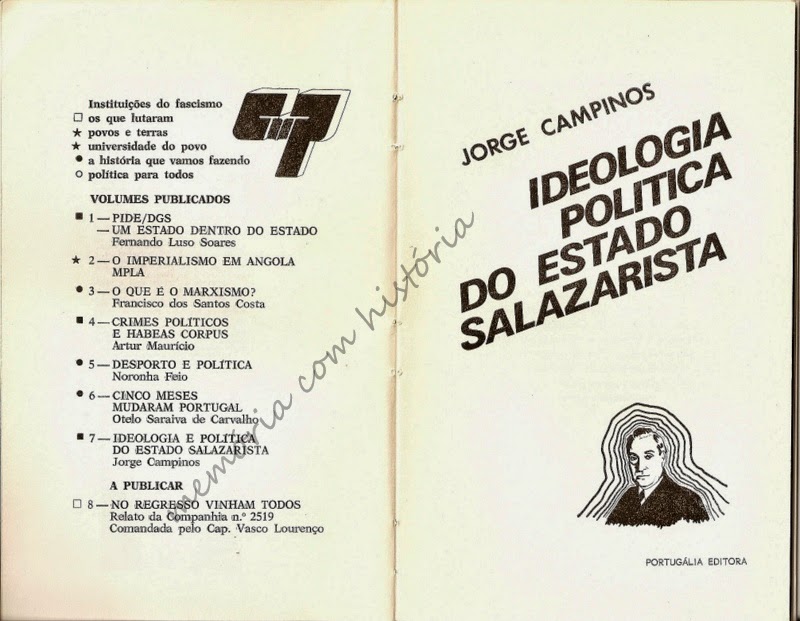 Instituições do fascismo
□ os que lutaram
★ povos e terras
★ universidade do povo
● a história que vamos fazendo
○ política para todos
VOLUMES PUBLICADOS
■ 1 — PIDE/DGS
— UM ESTADO DENTRO DO ESTADO
Fernando Luso Soares
★ 2 — O IMPERIALISMO EM ANGOLA
MPLA
● 3 — O QUE É O MARXISMO?
Francisco dos Santos Costa
■ 4 — CRIMES POLÍTICOS
E HABEAS CORPUS
Artur Maurício
● 5 — DESPORTO E POLÍTICA
Noronha Feio
● 6 — CINCO MESES
MUDARAM PORTUGAL
Otelo Saraiva de Carvalho
■ 7 — IDEOLOGIA E POLÍTICA
DO ESTADO SALAZARISTA
Jorge Campinos
A PUBLICAR
□ 8 — NO REGRESSO VINHAM TODOS
Relato da Companhia n.º 2519
Comandada pelo Cap. Vasco Lourenço
memória com história
JORGE CAMPINOS
IDEOLOGIA
POLITICA
DO ESTADO
SALAZARISTA
PORTUGÁLIA EDITORA